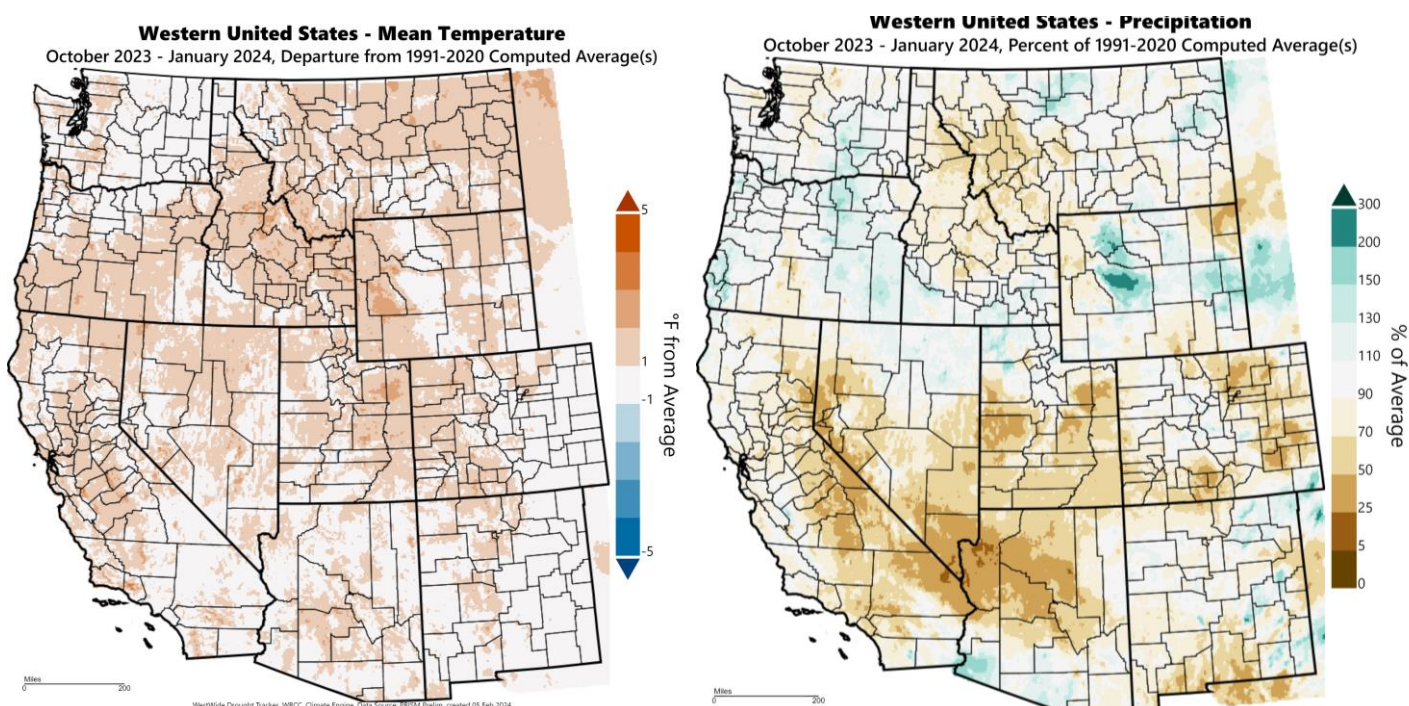 Western United States - Mean Temperature
October 2023 - January 2024, Departure from 1991-2020 Computed Average(s)
5
1
-1
-5
°F from Average
Miles
0 200
WestWide Drought Tracker, WRCC, Climate Engine, Data Source: PRISM Prelim, created 05 Feb 2024
Western United States - Precipitation
October 2023 - January 2024, Percent of 1991-2020 Computed Average(s)
300
200
150
130
110
90
70
50
25
5
0
% of Average
Miles
0 200